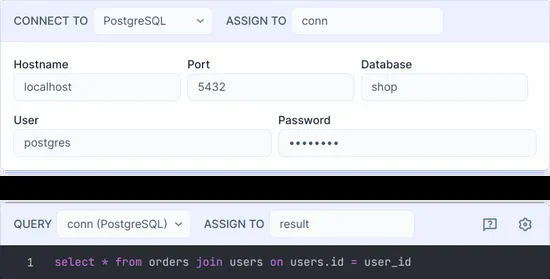 CONNECT TO PostgreSQL ASSIGN TO conn
Hostname Port Database
localhost 5432 shop
User Password
postgres ••••••••
QUERY conn (PostgreSQL) ASSIGN TO result
1 select * from orders join users on users.id = user_id